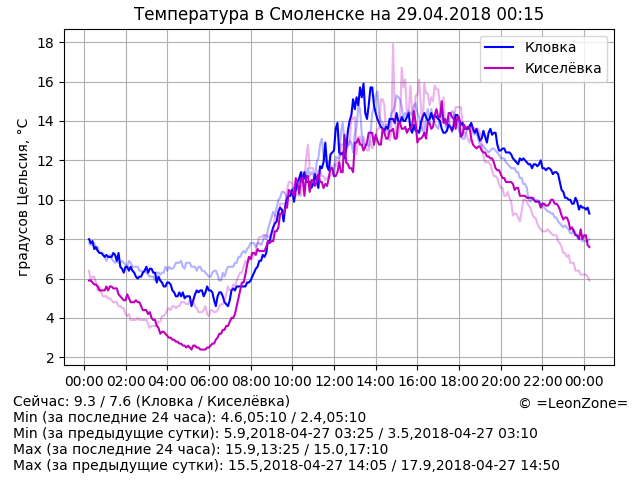 Температура в Смоленске на 29.04.2018 00:15
Кловка
Киселёвка
градусов Цельсия, °C
18
16
14
12
10
8
6
4
2
00:00 02:00 04:00 06:00 08:00 10:00 12:00 14:00 16:00 18:00 20:00 22:00 00:00
Сейчас: 9.3 / 7.6 (Кловка / Киселёвка)
© =LeonZone=
Min (за последние 24 часа): 4.6,05:10 / 2.4,05:10
Min (за предыдущие сутки): 5.9,2018-04-27 03:25 / 3.5,2018-04-27 03:10
Max (за последние 24 часа): 15.9,13:25 / 15.0,17:10
Max (за предыдущие сутки): 15.5,2018-04-27 14:05 / 17.9,2018-04-27 14:50